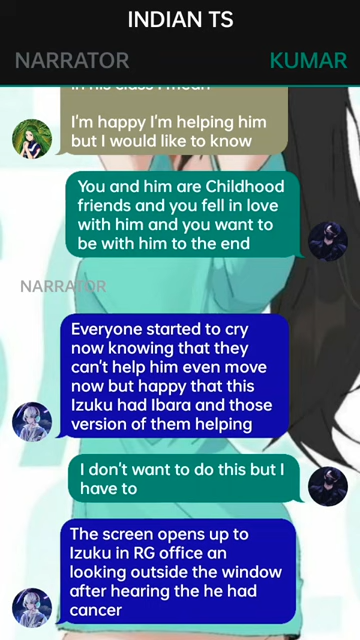 INDIAN TS
NARRATOR
KUMAR
in his class I mean
I'm happy I'm helping him
but I would like to know
You and him are Childhood
friends and you fell in love
with him and you want to
be with him to the end
NARRATOR
Everyone started to cry
now knowing that they
can't help him even move
now but happy that this
Izuku had Ibara and those
version of them helping
I don't want to do this but I
have to
The screen opens up to
Izuku in RG office an
looking outside the window
after hearing the he had
cancer